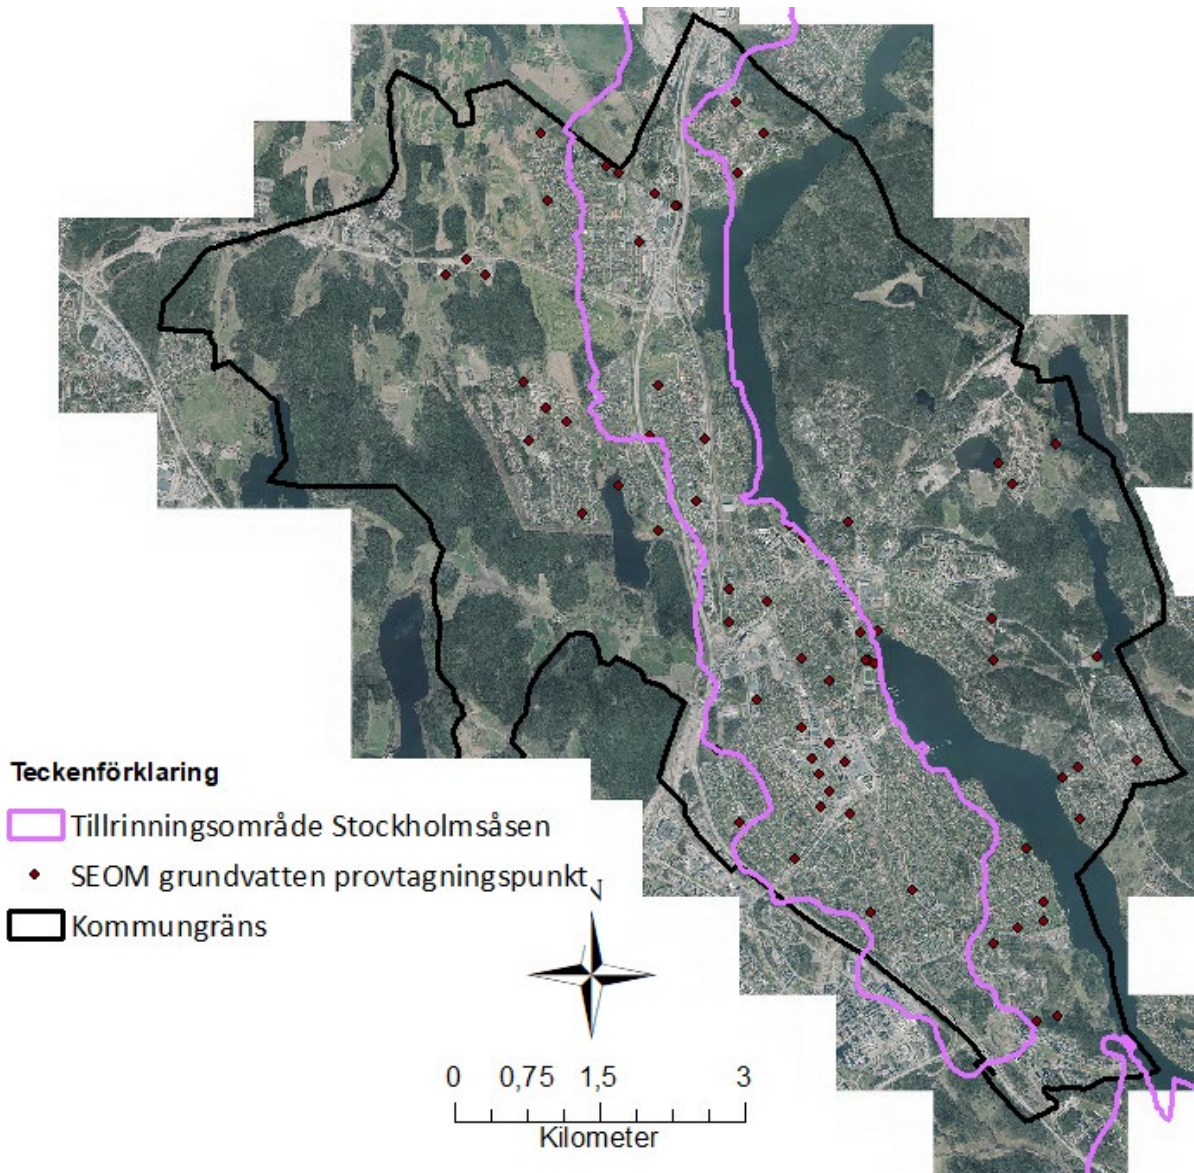 Teckenförklaring
Tillrinningsområde Stockholmsåsen
SEOM grundvatten provtagningspunkt
Kommungräns
N
0 0,75 1,5 3
Kilometer